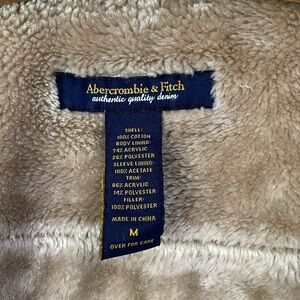 Abercrombie & Fitch
authentic quality denim
SHELL:
100% COTTON
BODY LINING:
74% ACRYLIC
26% POLYESTER
SLEEVE LINING:
100% ACETATE
TRIM:
86% ACRYLIC
14% POLYESTER
FILLER:
100% POLYESTER
MADE IN CHINA
M
OVER FOR CARE